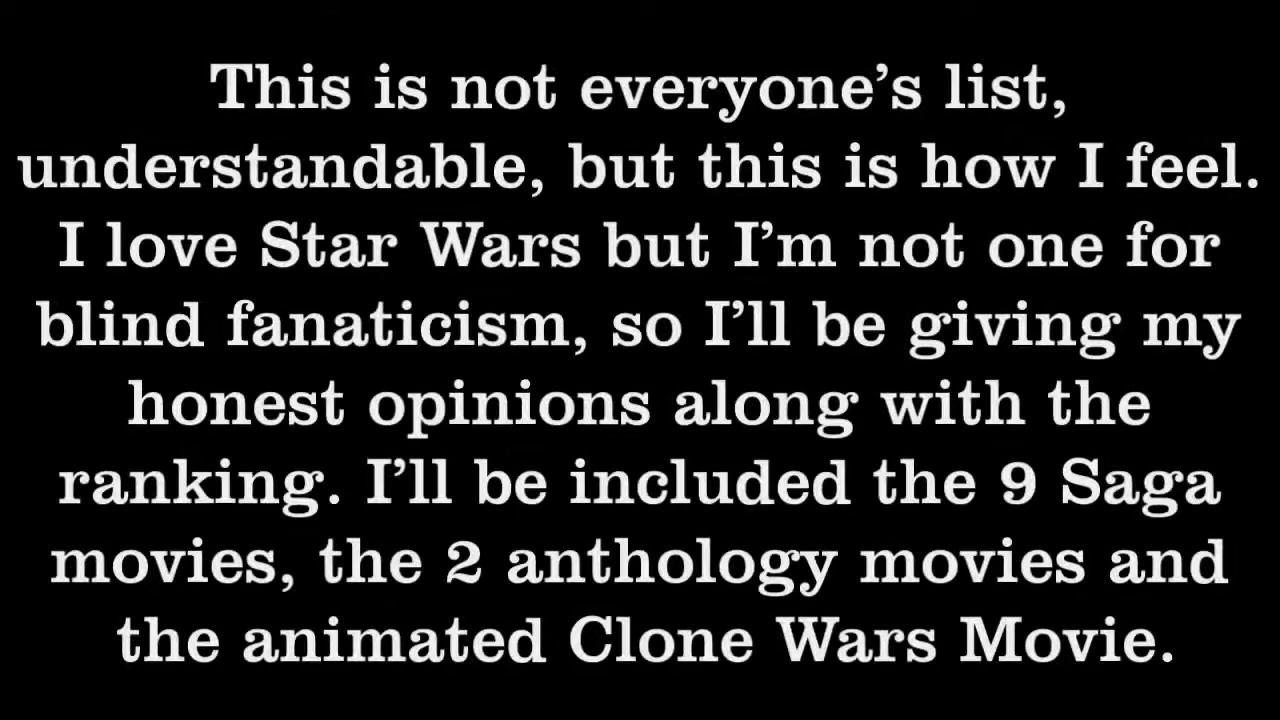 This is not everyone’s list,
understandable, but this is how I feel.
I love Star Wars but I’m not one for
blind fanaticism, so I’ll be giving my
honest opinions along with the
ranking. I’ll be included the 9 Saga
movies, the 2 anthology movies and
the animated Clone Wars Movie.